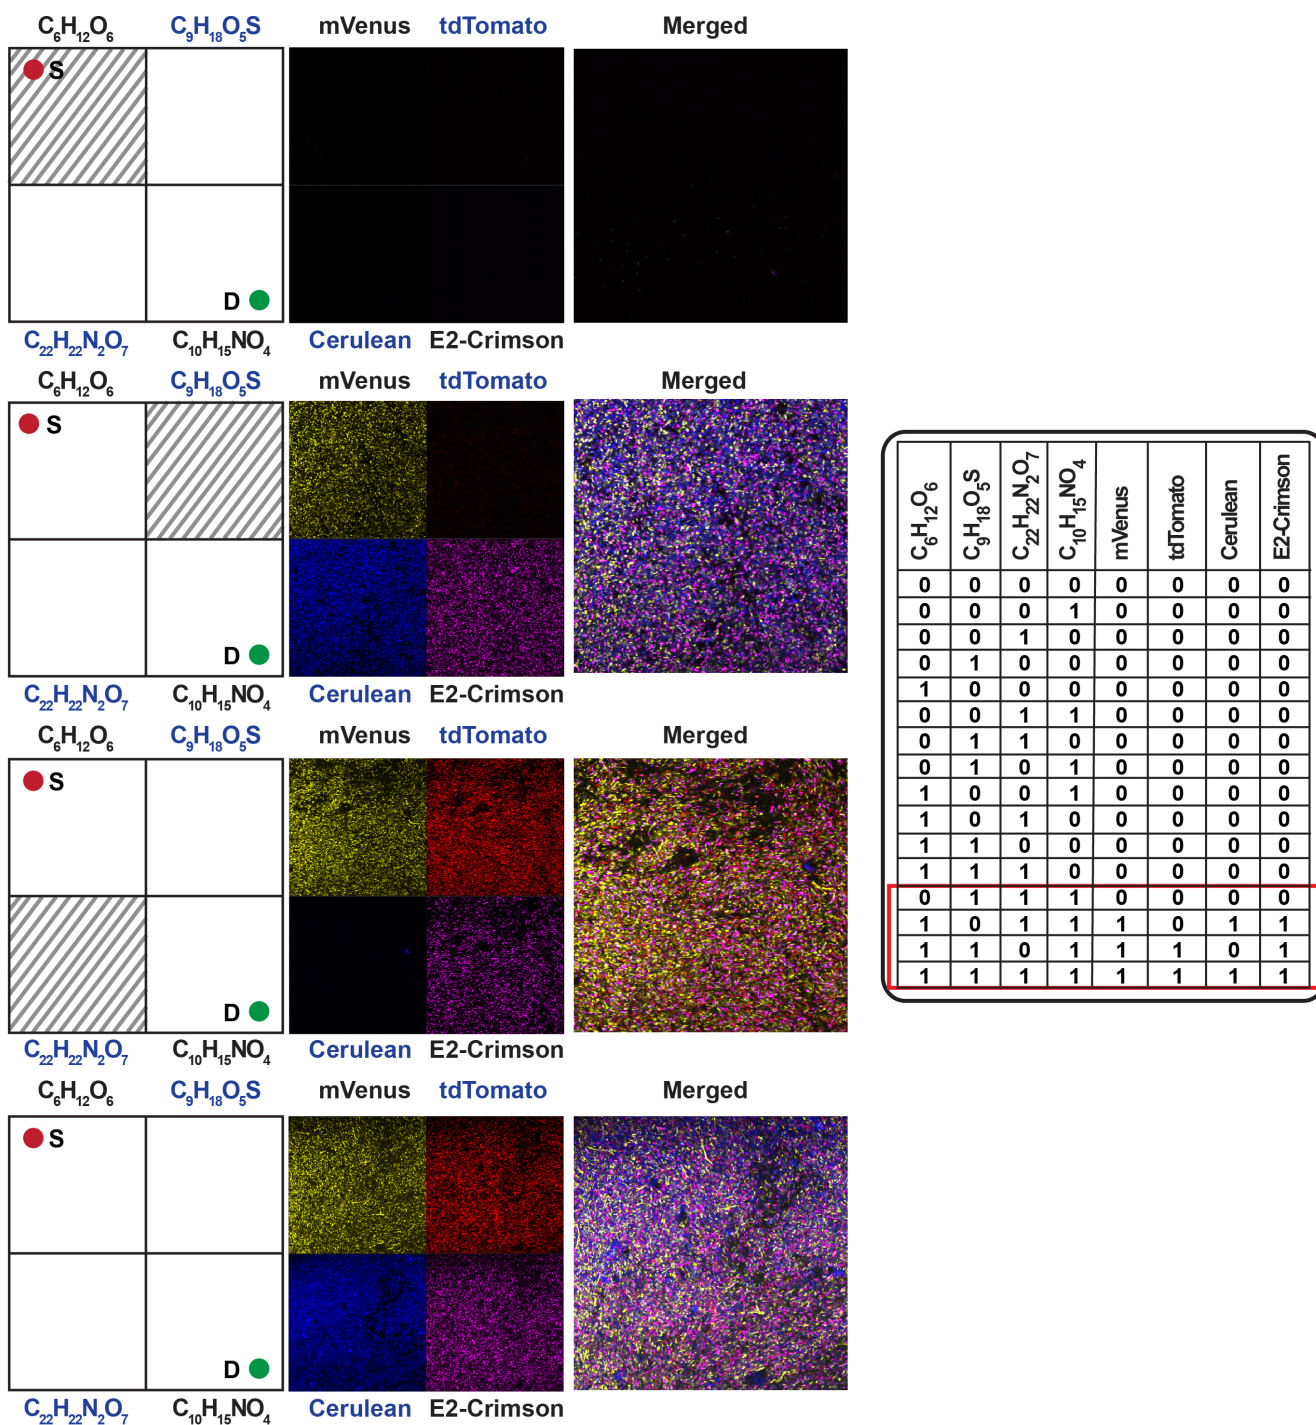 C6H12O6 C9H18O5S mVenus tdTomato Merged
S
D
C22H22N2O7 C10H15NO4 Cerulean E2-Crimson
C6H12O6 C9H18O5S mVenus tdTomato Merged
S
D
C22H22N2O7 C10H15NO4 Cerulean E2-Crimson
C6H12O6 C9H18O5S mVenus tdTomato Merged
S
D
C22H22N2O7 C10H15NO4 Cerulean E2-Crimson
C6H12O6 C9H18O5S mVenus tdTomato Merged
S
D
C22H22N2O7 C10H15NO4 Cerulean E2-Crimson
C6H12O6 C9H18O5S C22H22N2O7 C10H15NO4 mVenus tdTomato Cerulean E2-Crimson
0 0 0 0 0 0 0 0
0 0 0 1 0 0 0 0
0 0 1 0 0 0 0 0
0 1 0 0 0 0 0 0
1 0 0 0 0 0 0 0
0 0 1 1 0 0 0 0
0 1 1 0 0 0 0 0
0 1 0 1 0 0 0 0
1 0 0 1 0 0 0 0
1 0 1 0 0 0 0 0
1 1 0 0 0 0 0 0
1 1 1 0 0 0 0 0
0 1 1 1 0 0 0 0
1 0 1 1 1 0 1 1
1 1 0 1 1 1 0 1
1 1 1 1 1 1 1 1